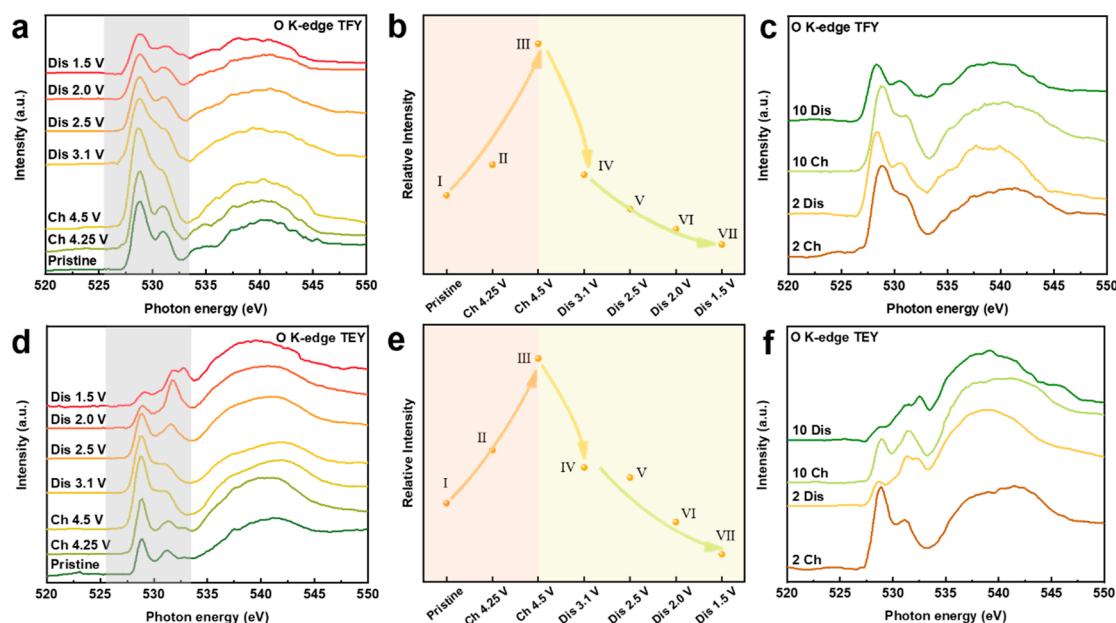 a
O K-edge TFY
Dis 1.5 V
Dis 2.0 V
Dis 2.5 V
Dis 3.1 V
Ch 4.5 V
Ch 4.25 V
Pristine
Intensity (a.u.)
520 525 530 535 540 545 550
Photon energy (eV)
b
I
II
III
IV
V
VI
VII
Relative Intensity
Pristine
Ch 4.25 V
Ch 4.5 V
Dis 3.1 V
Dis 2.5 V
Dis 2.0 V
Dis 1.5 V
c
O K-edge TFY
10 Dis
10 Ch
2 Dis
2 Ch
Intensity (a.u.)
520 525 530 535 540 545 550
Photon energy (eV)
d
O K-edge TEY
Dis 1.5 V
Dis 2.0 V
Dis 2.5 V
Dis 3.1 V
Ch 4.5 V
Ch 4.25 V
Pristine
Intensity (a.u.)
520 525 530 535 540 545 550
Photon energy (eV)
e
I
II
III
IV
V
VI
VII
Relative Intensity
Pristine
Ch 4.25 V
Ch 4.5 V
Dis 3.1 V
Dis 2.5 V
Dis 2.0 V
Dis 1.5 V
f
O K-edge TEY
10 Dis
10 Ch
2 Dis
2 Ch
Intensity (a.u.)
520 525 530 535 540 545 550
Photon energy (eV)